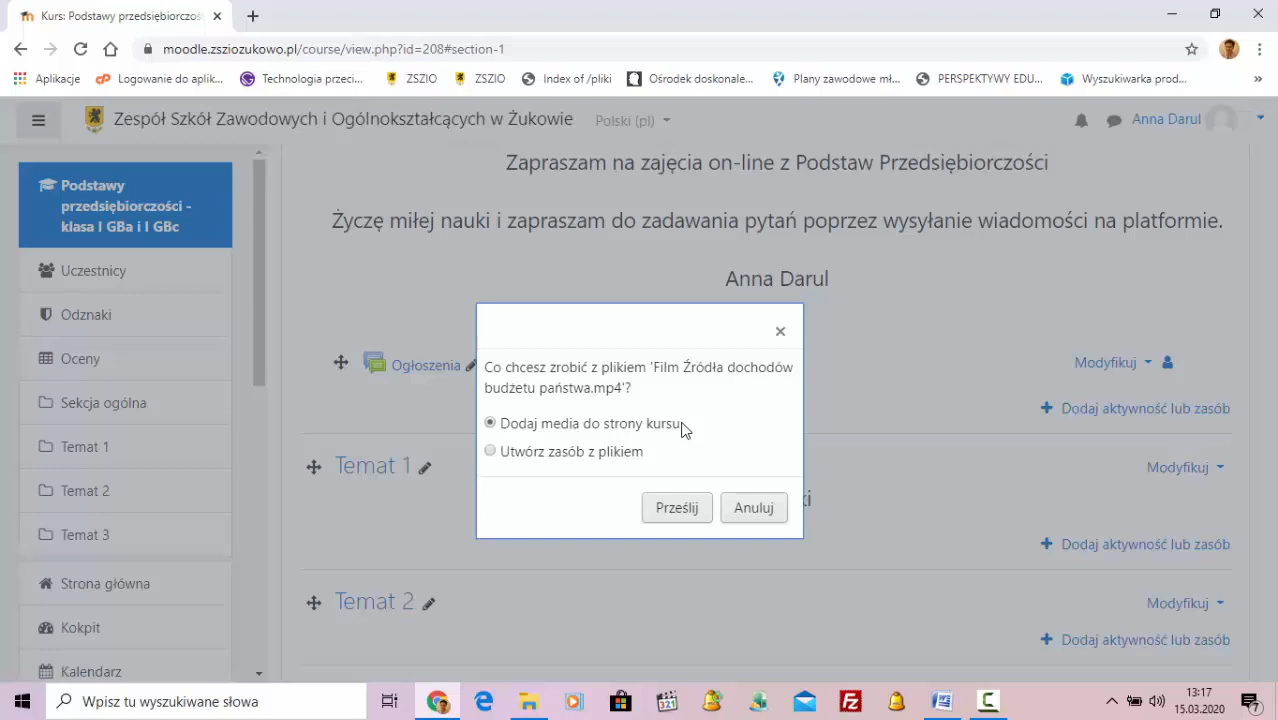 Kurs: Podstawy przedsiębiorczoś
moodle.zsziozukowo.pl/course/view.php?id=208#section-1
Aplikacje
Logowanie do aplik...
Technologia przeci...
ZSZIO
ZSZIO
Index of /pliki
Ośrodek doskonale...
Plany zawodowe mł...
PERSPEKTYWY EDU...
Wyszukiwarka prod...
»
Zespół Szkół Zawodowych i Ogólnokształcących w Żukowie
Polski (pl)
Anna Darul
Podstawy
przedsiębiorczości -
klasa I GBa i I GBc
Uczestnicy
Odznaki
Oceny
Sekcja ogólna
Temat 1
Temat 2
Temat 3
Strona główna
Kokpit
Kalendarz
Zapraszam na zajęcia on-line z Podstaw Przedsiębiorczości
Życzę miłej nauki i zapraszam do zadawania pytań poprzez wysyłanie wiadomości na platformie.
Anna Darul
Ogłoszenia
Modyfikuj
Dodaj aktywność lub zasób
Temat 1
Modyfikuj
ki
Dodaj aktywność lub zasób
Temat 2
Modyfikuj
Dodaj aktywność lub zasób
Co chcesz zrobić z plikiem 'Film Źródła dochodów
budżetu państwa.mp4'?
Dodaj media do strony kursu
Utwórz zasób z plikiem
Prześlij
Anuluj
Wpisz tu wyszukiwane słowa
321
13:17
15.03.2020
7